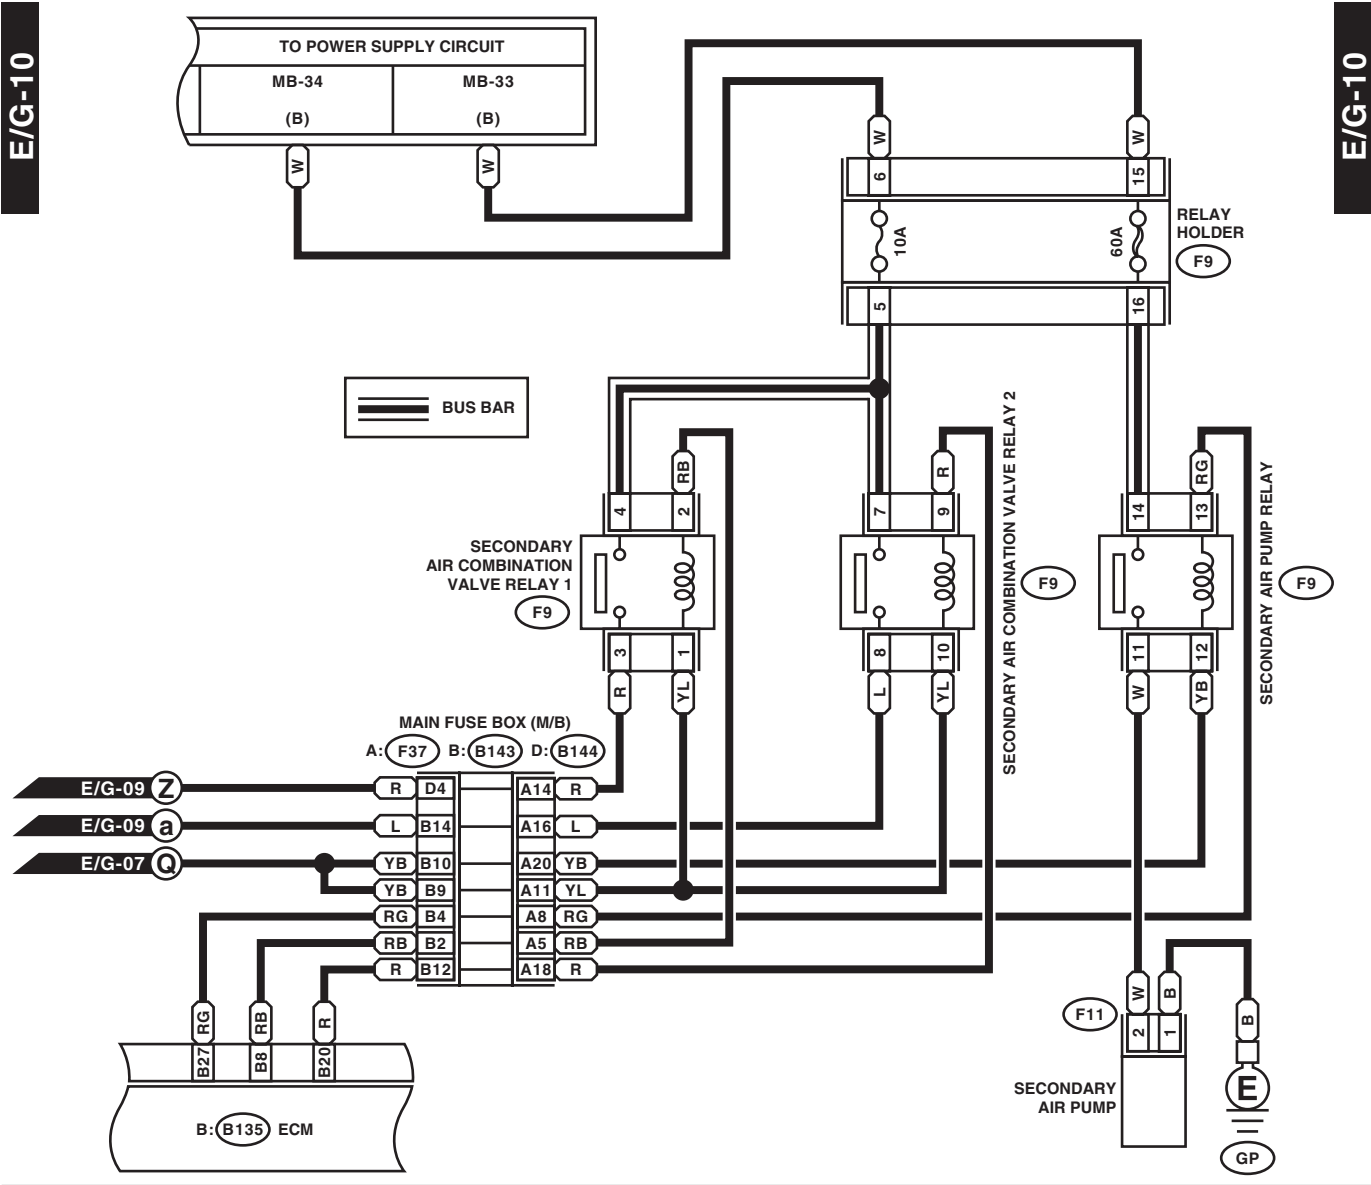 E/G-10
E/G-10
TO POWER SUPPLY CIRCUIT
MB-34
MB-33
(B)
(B)
W
W
W
W
6
15
10A
60A
RELAY
HOLDER
F9
5
16
BUS BAR
RB
R
RG
4
2
7
9
14
13
SECONDARY
AIR COMBINATION
VALVE RELAY 1
F9
SECONDARY AIR COMBINATION VALVE RELAY 2
F9
SECONDARY AIR PUMP RELAY
F9
3
1
8
10
11
12
R
YL
L
YL
W
YB
MAIN FUSE BOX (M/B)
A: F37 B: B143 D: B144
E/G-09 Z R D4 A14 R
E/G-09 a L B14 A16 L
E/G-07 Q YB B10 A20 YB
YB B9 A11 YL
RG B4 A8 RG
RB B2 A5 RB
R B12 A18 R
RG
RB
R
B27
B8
B20
B: B135 ECM
W
B
B
F11
2
1
SECONDARY
AIR PUMP
E
GP